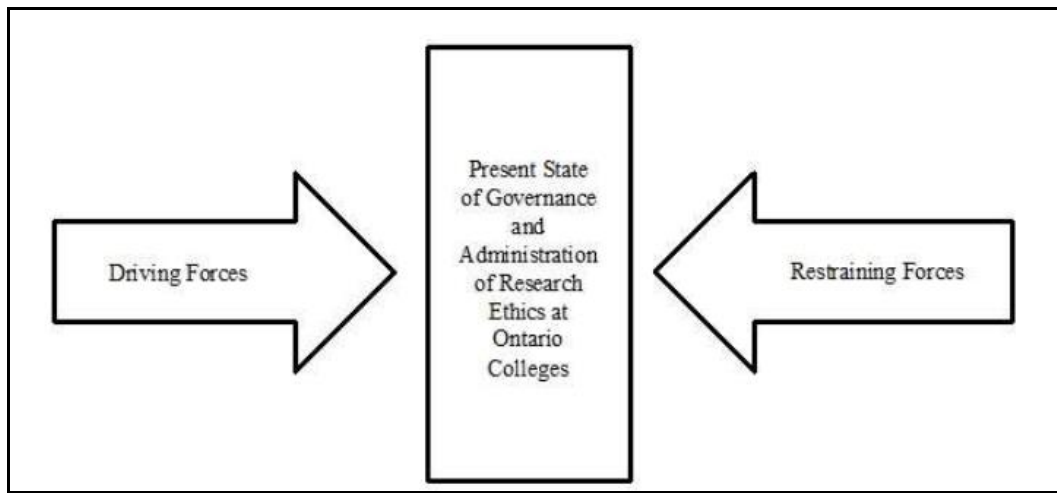 Driving Forces
Present State
of Governance
and
Administration
of Research
Ethics at
Ontario
Colleges
Restraining Forces